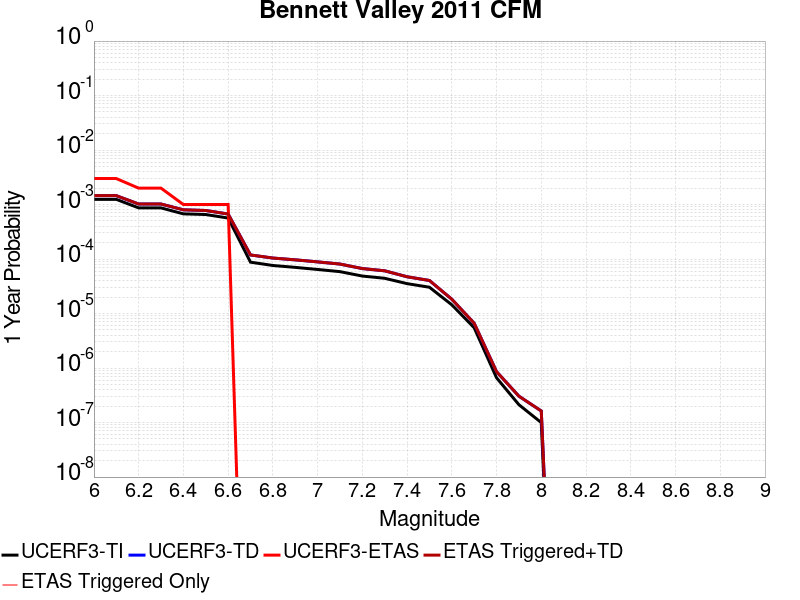 Bennett Valley 2011 CFM
10^0
10^-1
10^-2
10^-3
10^-4
10^-5
10^-6
10^-7
10^-8
1 Year Probability
6 6.2 6.4 6.6 6.8 7 7.2 7.4 7.6 7.8 8 8.2 8.4 8.6 8.8 9
Magnitude
UCERF3-TI UCERF3-TD UCERF3-ETAS ETAS Triggered+TD
ETAS Triggered Only